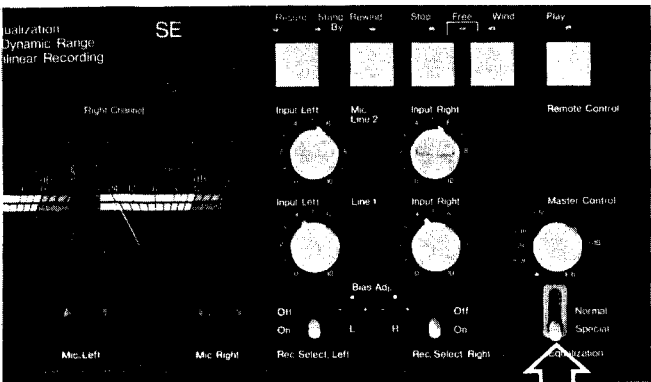 ualization
Dynamic Range
nlinear Recording
SE
Record Stand By Rewind Stop Free Wind Play
Right Channel
Input Left Mic. Line 2 Input Right Remote Control
Input Left Line 1 Input Right Master Control
Bias Adj.
Off Off Normal
On L R On Special
Mic. Left Mic Right Rec. Select. Left Rec. Select. Right Equalization